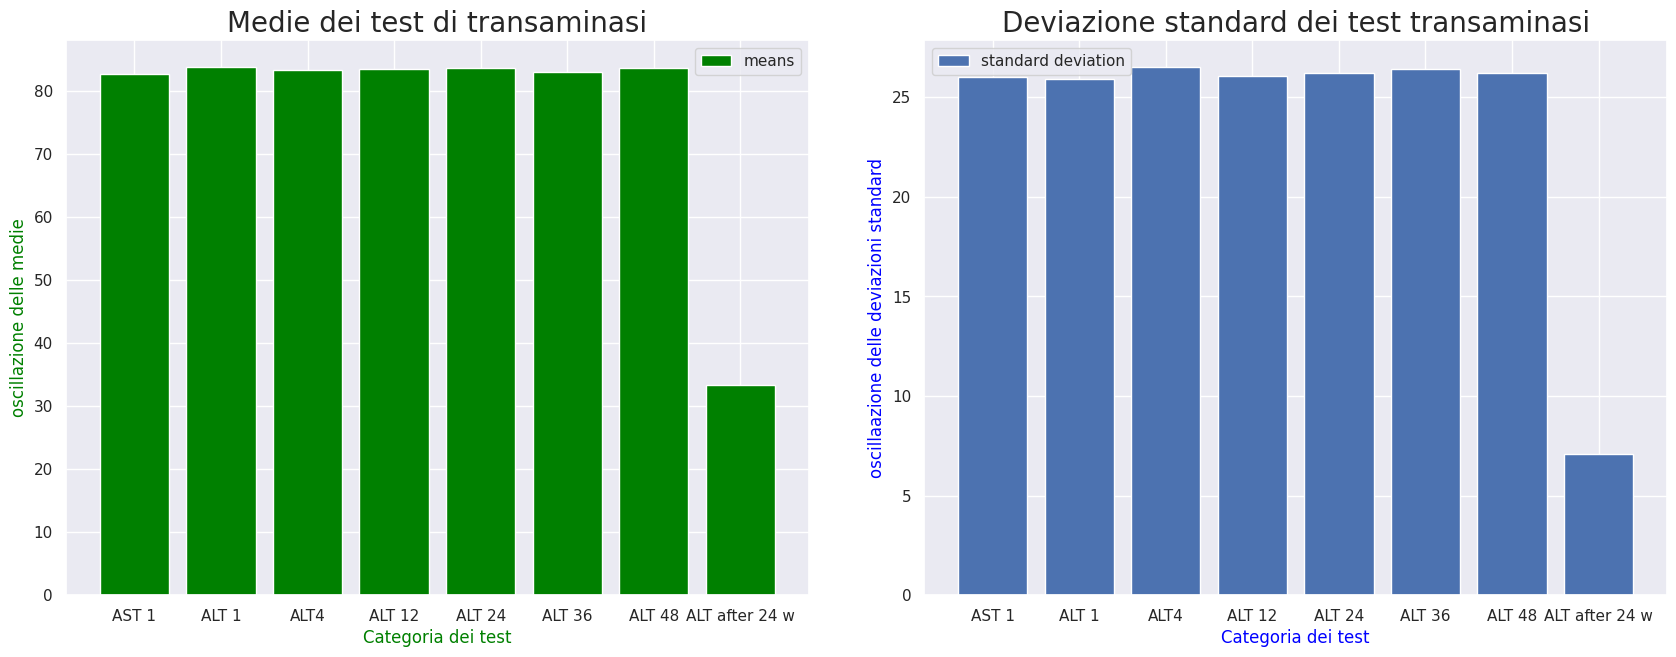 Medie dei test di transaminasi
means
80
70
60
50
40
30
20
10
0
oscillazione delle medie
AST 1 ALT 1 ALT4 ALT 12 ALT 24 ALT 36 ALT 48 ALT after 24 w
Categoria dei test
Deviazione standard dei test transaminasi
standard deviation
25
20
15
10
5
0
oscillaazione delle deviazioni standard
AST 1 ALT 1 ALT4 ALT 12 ALT 24 ALT 36 ALT 48 ALT after 24 w
Categoria dei test